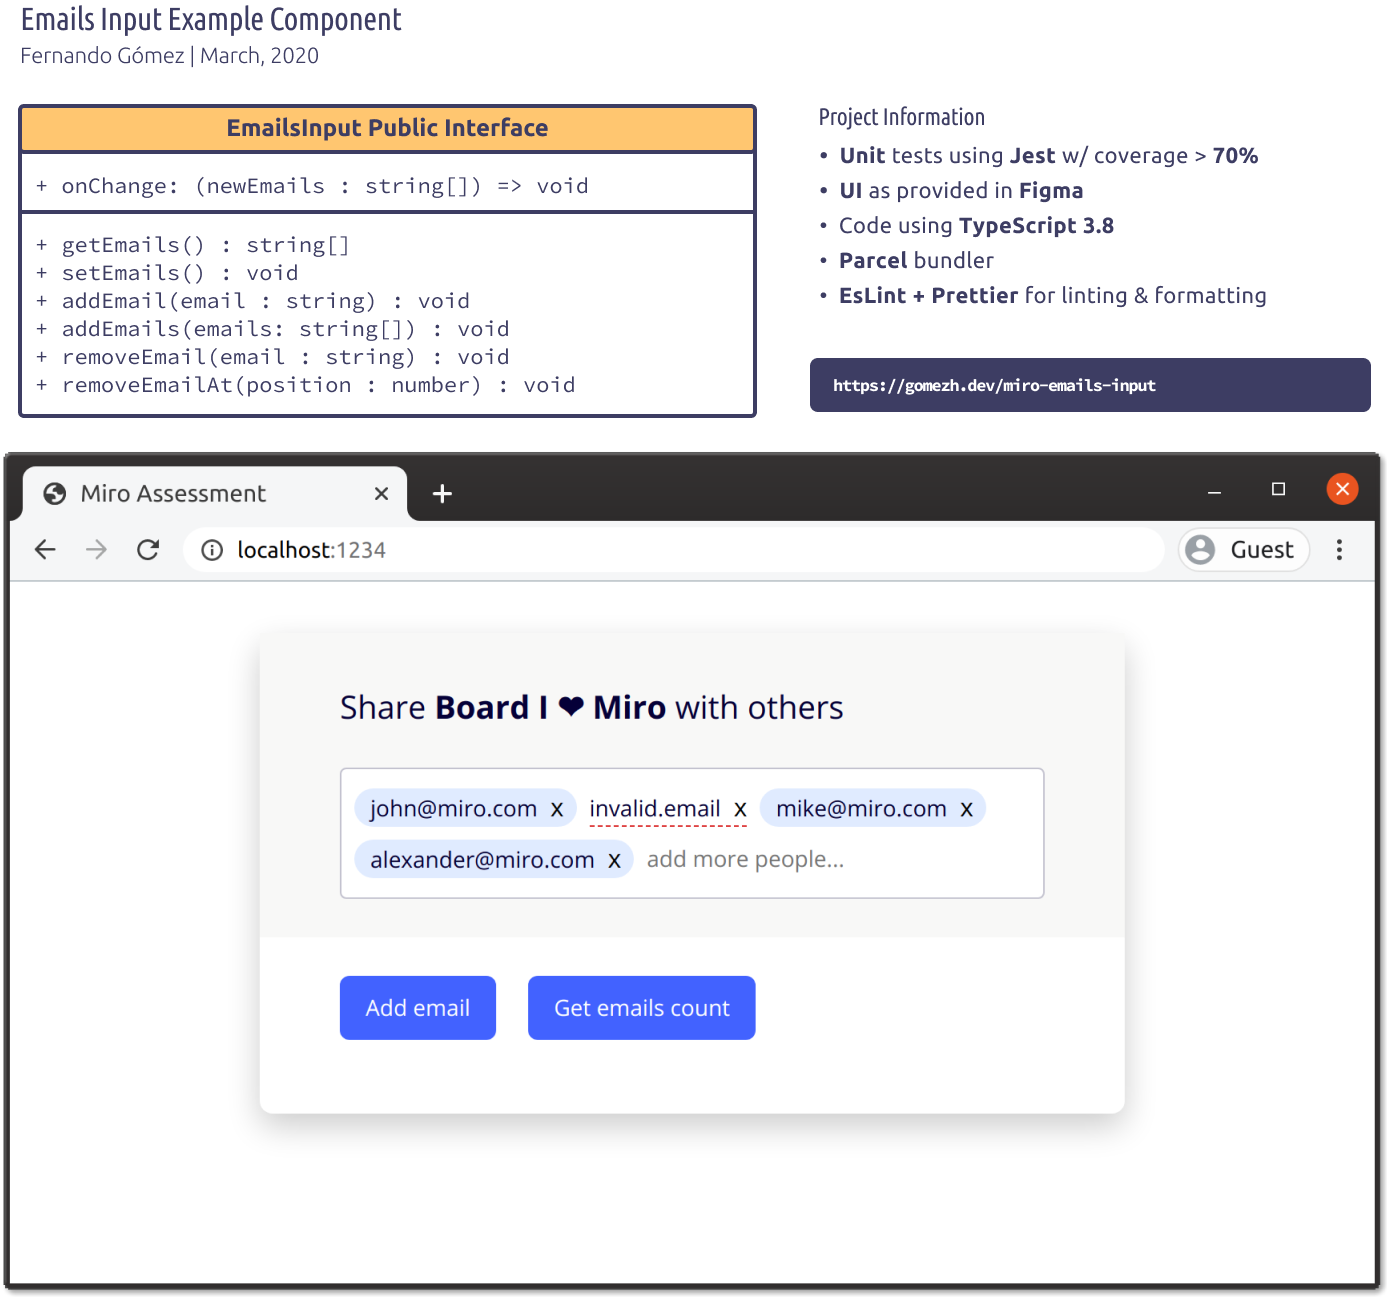 Emails Input Example Component
Fernando Gómez | March, 2020
EmailsInput Public Interface
+ onChange: (newEmails : string[]) => void
+ getEmails() : string[]
+ setEmails() : void
+ addEmail(email : string) : void
+ addEmails(emails: string[]) : void
+ removeEmail(email : string) : void
+ removeEmailAt(position : number) : void
Project Information
• Unit tests using Jest w/ coverage > 70%
• UI as provided in Figma
• Code using TypeScript 3.8
• Parcel bundler
• EsLint + Prettier for linting & formatting
https://gomezh.dev/miro-emails-input
Miro Assessment
localhost:1234
Guest
Share Board I ❤ Miro with others
john@miro.com x invalid.email x mike@miro.com x
alexander@miro.com x add more people...
Add email Get emails count